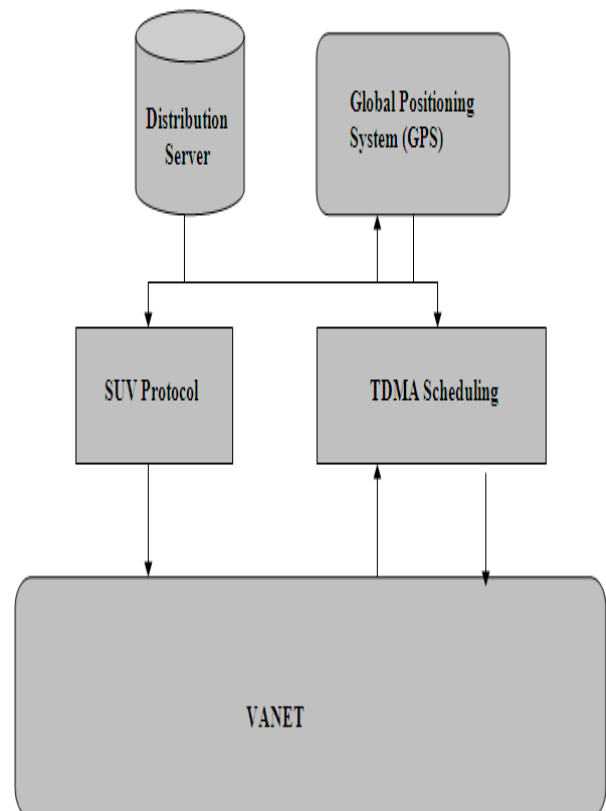 Distribution
Server
Global Positioning
System (GPS)
SUV Protocol
TDMA Scheduling
VANET